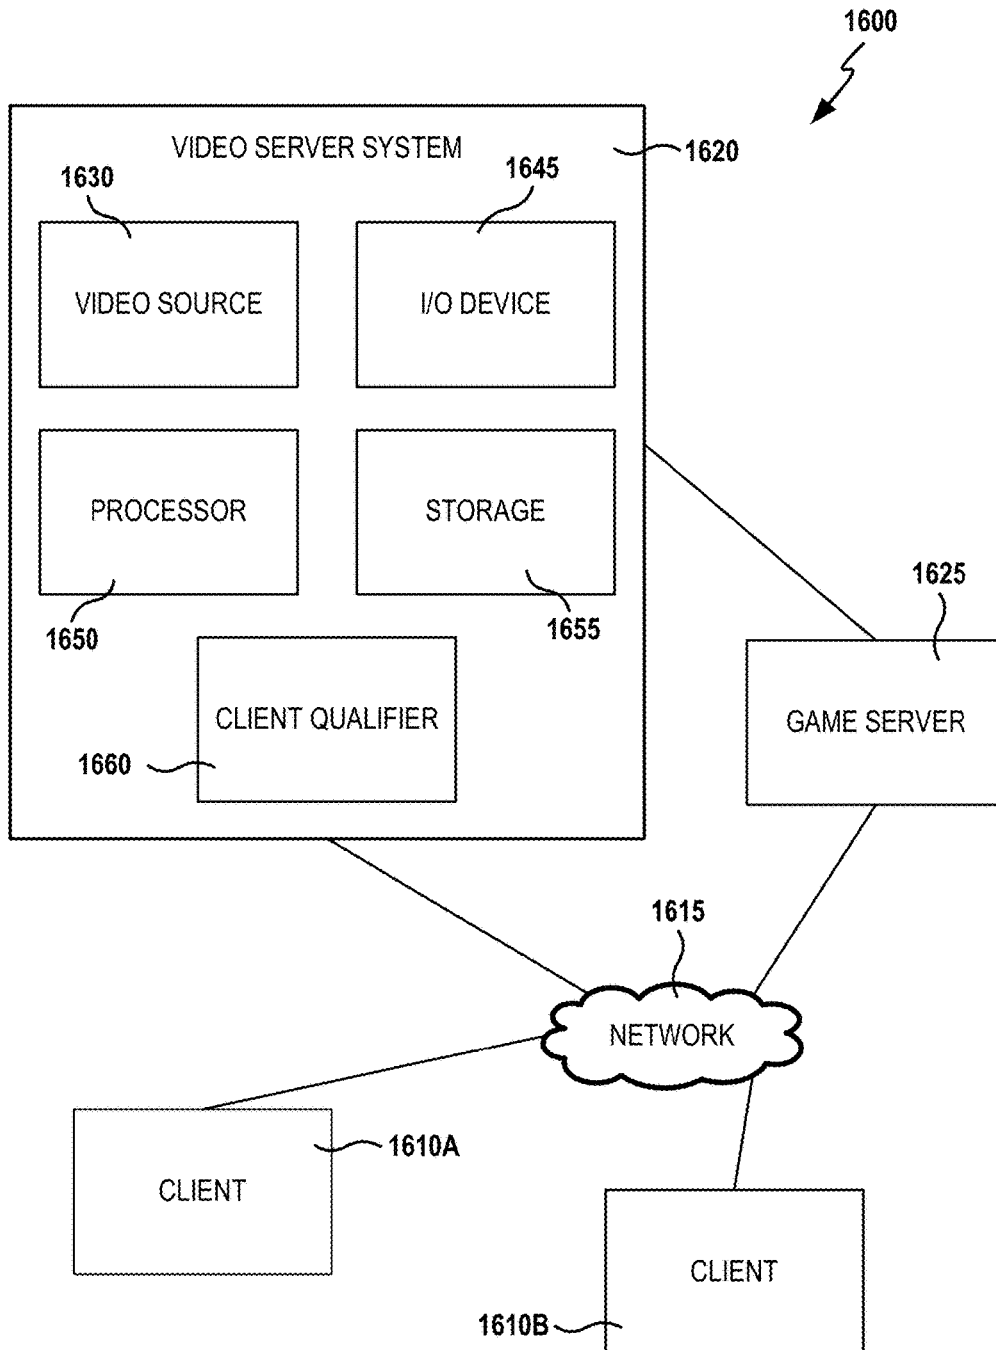 1600
VIDEO SERVER SYSTEM
1620
1630
1645
VIDEO SOURCE
I/O DEVICE
PROCESSOR
STORAGE
1650
1655
1625
CLIENT QUALIFIER
1660
GAME SERVER
1615
NETWORK
1610A
CLIENT
CLIENT
1610B